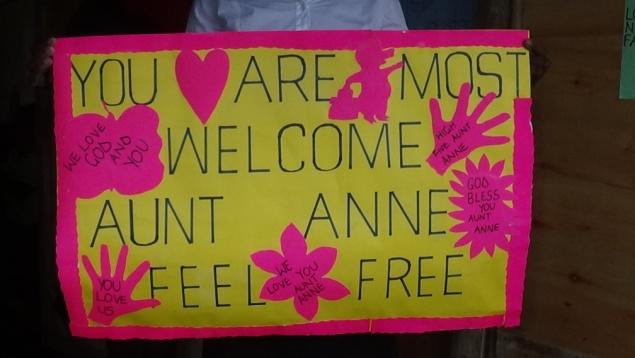 YOU ARE MOST
WELCOME
AUNT ANNE
FEEL FREE
WE LOVE
GOD AND
YOU
HIGH
FIVE AUNT
ANNE
GOD
BLESS
YOU
AUNT
ANNE
YOU
LOVE
US
WE
LOVE YOU
AUNT
ANNE